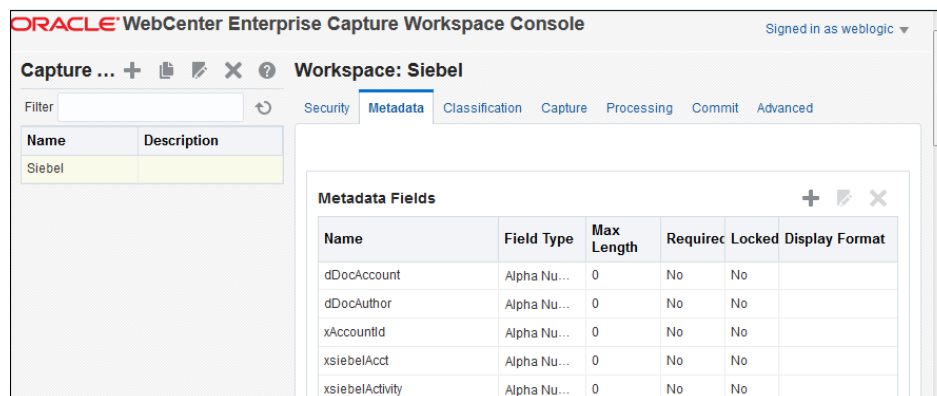 ORACLE WebCenter Enterprise Capture Workspace Console
Signed in as weblogic
Capture ...
Workspace: Siebel
Filter
Security Metadata Classification Capture Processing Commit Advanced
Name Description
Siebel
Metadata Fields
Name Field Type Max Length Required Locked Display Format
dDocAccount Alpha Nu... 0 No No
dDocAuthor Alpha Nu... 0 No No
xAccountId Alpha Nu... 0 No No
xsiebelAcct Alpha Nu... 0 No No
xsiebelActivity Alpha Nu... 0 No No